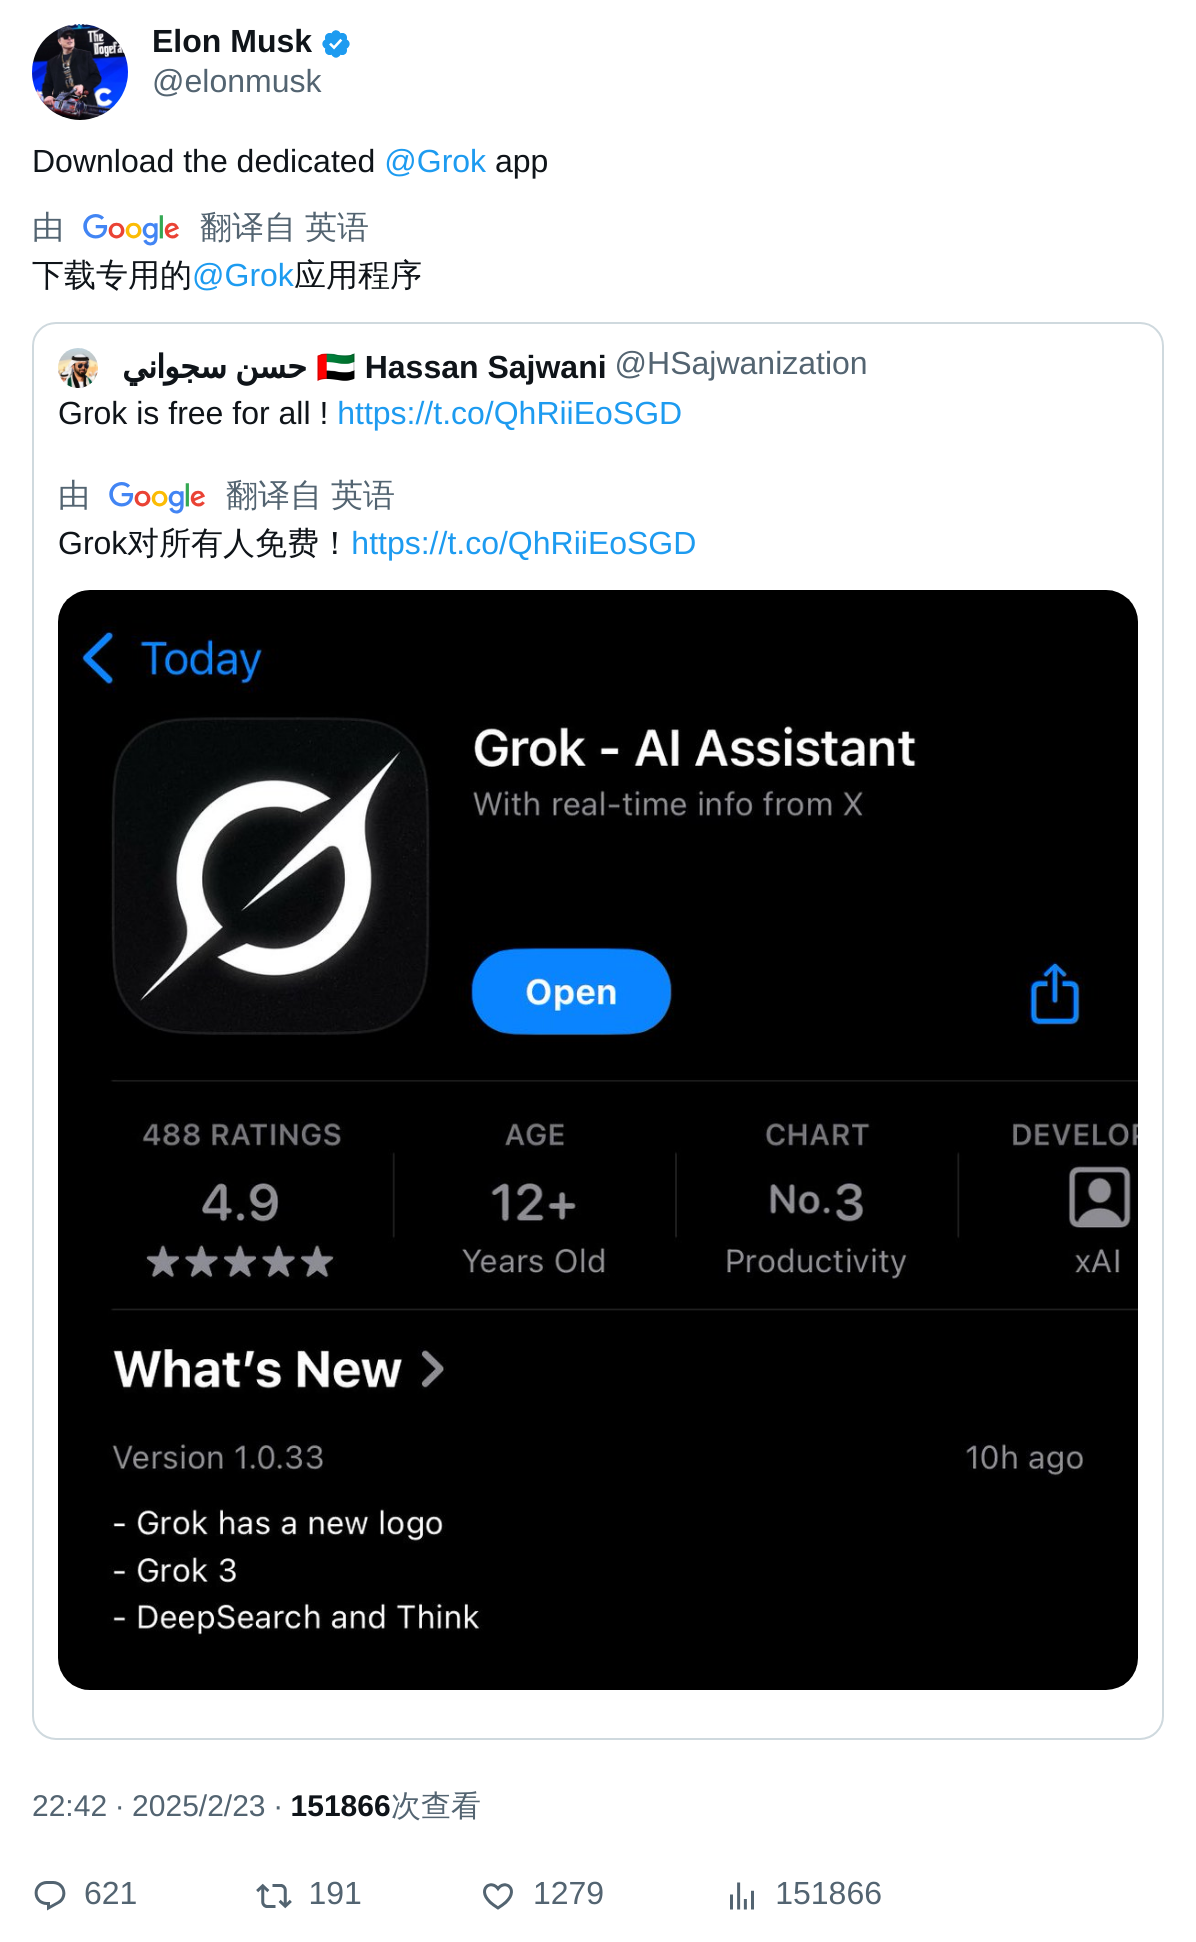 The
Dogefa
C
Elon Musk
@elonmusk
Download the dedicated @Grok app
由 Google 翻译自 英语
下载专用的@Grok应用程序
حسن سجواني 🇦🇪 Hassan Sajwani @HSajwanization
Grok is free for all ! https://t.co/QhRiiEoSGD
由 Google 翻译自 英语
Grok对所有人免费！https://t.co/QhRiiEoSGD
Today
Grok - AI Assistant
With real-time info from X
Open
488 RATINGS AGE CHART DEVELOP
4.9 12+ No.3
★★★★★ Years Old Productivity xAI
What’s New
Version 1.0.33 10h ago
- Grok has a new logo
- Grok 3
- DeepSearch and Think
22:42 · 2025/2/23 · 151866次查看
621 191 1279 151866